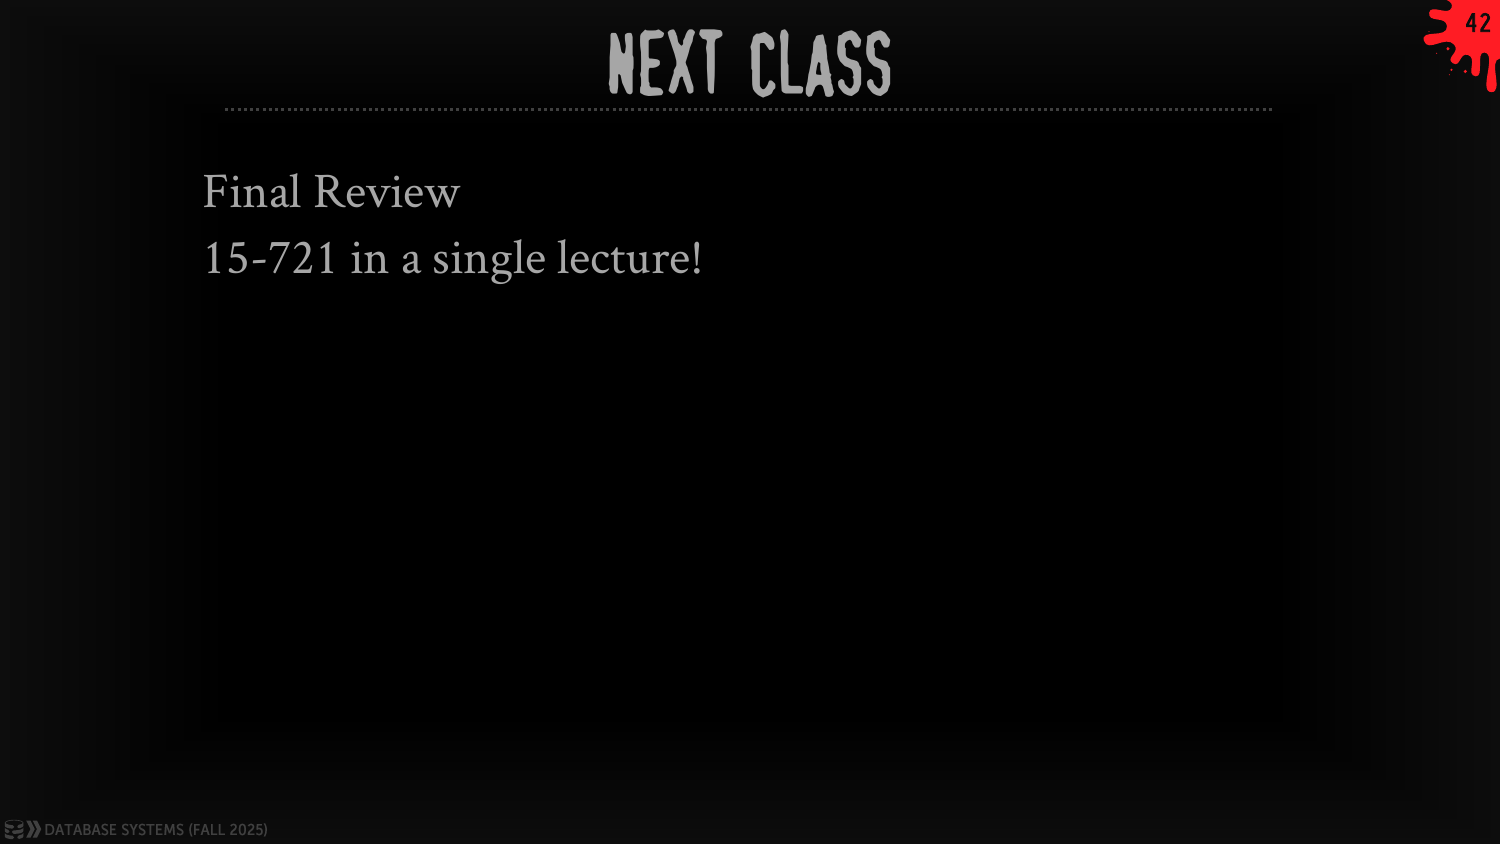 NEXT CLASS
42
Final Review
15-721 in a single lecture!
DATABASE SYSTEMS (FALL 2025)